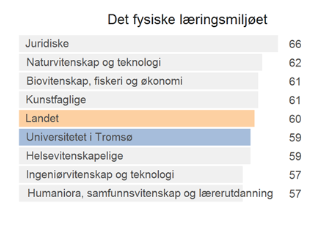 Det fysiske læringsmiljøet
Juridiske 66
Naturvitenskap og teknologi 62
Biovitenskap, fiskeri og økonomi 61
Kunstfaglige 61
Landet 60
Universitetet i Tromsø 59
Helsevitenskapelige 59
Ingeniørvitenskap og teknologi 57
Humaniora, samfunnsvitenskap og lærerutdanning 57